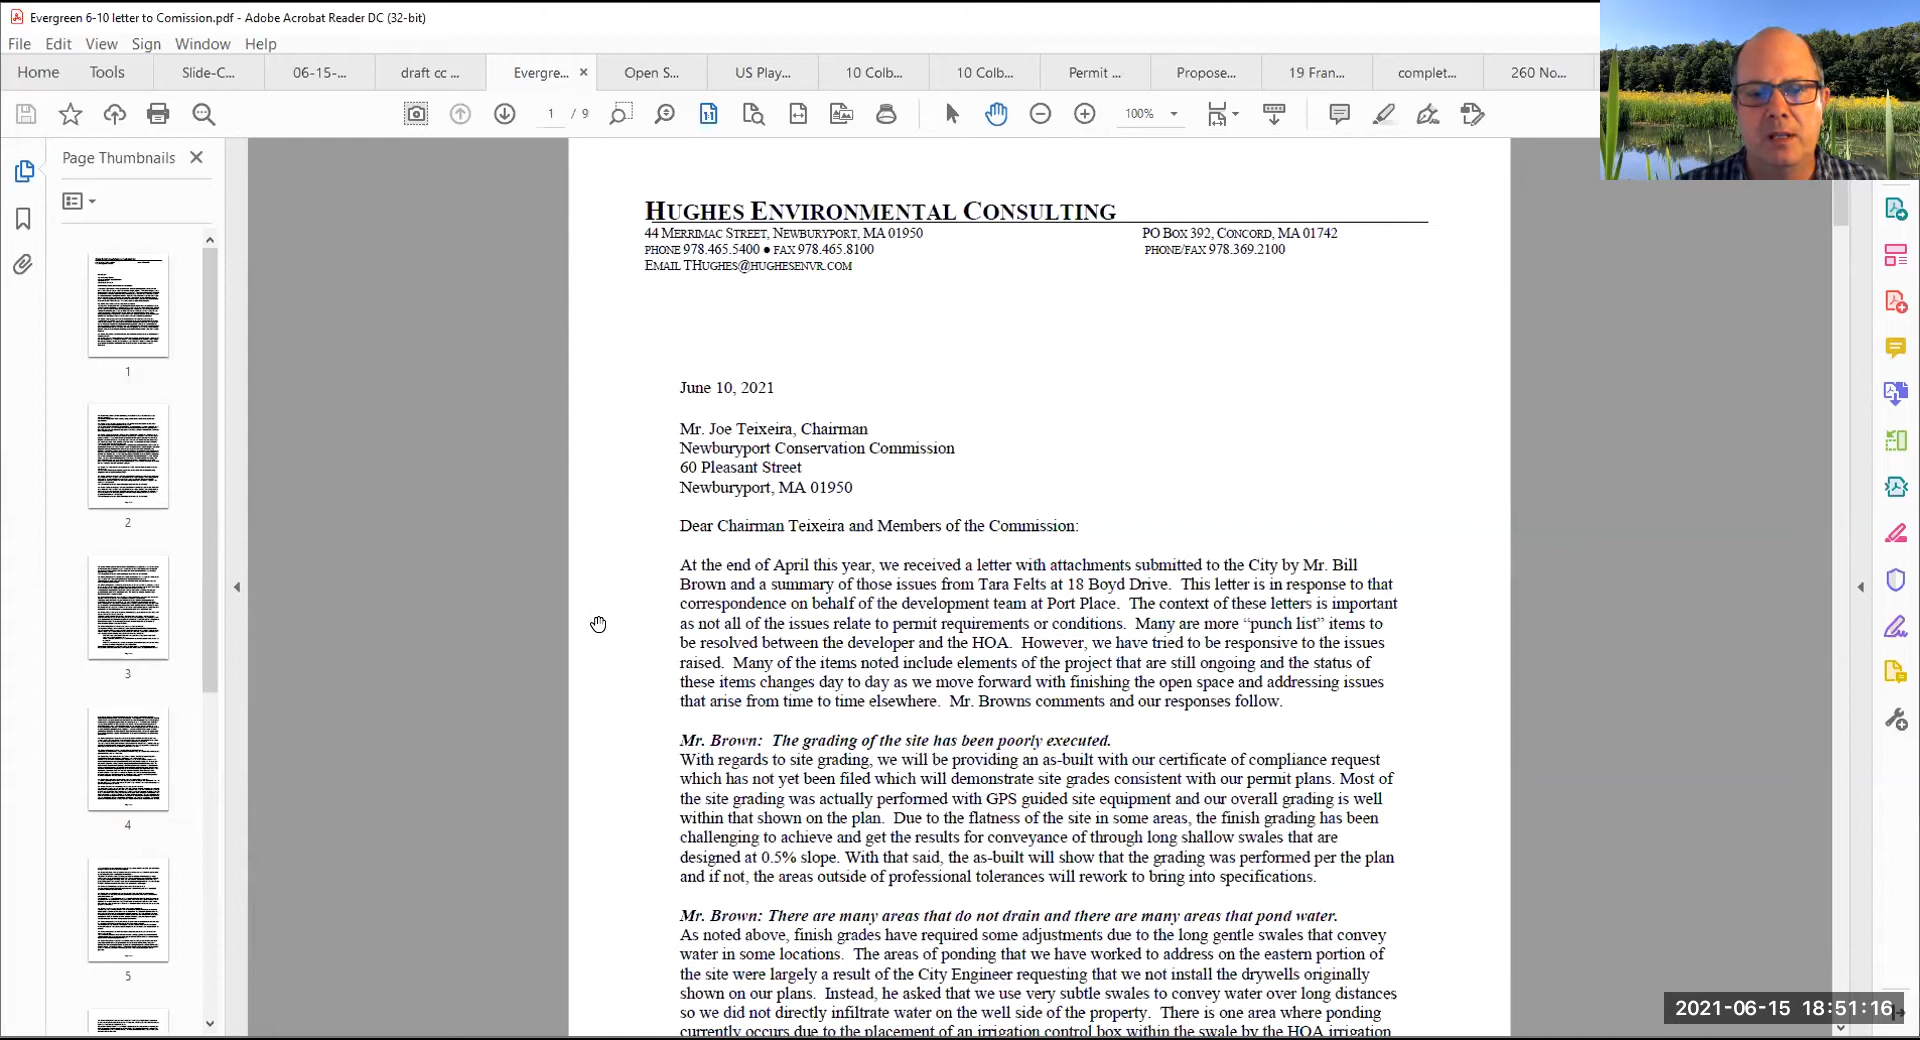 Evergreen 6-10 letter to Comission.pdf - Adobe Acrobat Reader DC (32-bit)
File Edit View Sign Window Help
Home Tools Slide-C... 06-15-... draft cc ... Evergre... × Open S... US Play... 10 Colb... 10 Colb... Permit ... Propose... 19 Fran... complet... 260 No...
1 / 9 100%
Page Thumbnails
1
2
3
4
5
HUGHES ENVIRONMENTAL CONSULTING
44 MERRIMAC STREET, NEWBURYPORT, MA 01950 PO BOX 392, CONCORD, MA 01742
PHONE 978.465.5400 ● FAX 978.465.8100 PHONE/FAX 978.369.2100
EMAIL THUGHES@HUGHESENVR.COM
June 10, 2021
Mr. Joe Teixeira, Chairman
Newburyport Conservation Commission
60 Pleasant Street
Newburyport, MA 01950
Dear Chairman Teixeira and Members of the Commission:
At the end of April this year, we received a letter with attachments submitted to the City by Mr. Bill
Brown and a summary of those issues from Tara Felts at 18 Boyd Drive. This letter is in response to that
correspondence on behalf of the development team at Port Place. The context of these letters is important
as not all of the issues relate to permit requirements or conditions. Many are more “punch list” items to
be resolved between the developer and the HOA. However, we have tried to be responsive to the issues
raised. Many of the items noted include elements of the project that are still ongoing and the status of
these items changes day to day as we move forward with finishing the open space and addressing issues
that arise from time to time elsewhere. Mr. Browns comments and our responses follow.
Mr. Brown: The grading of the site has been poorly executed.
With regards to site grading, we will be providing an as-built with our certificate of compliance request
which has not yet been filed which will demonstrate site grades consistent with our permit plans. Most of
the site grading was actually performed with GPS guided site equipment and our overall grading is well
within that shown on the plan. Due to the flatness of the site in some areas, the finish grading has been
challenging to achieve and get the results for conveyance of through long shallow swales that are
designed at 0.5% slope. With that said, the as-built will show that the grading was performed per the plan
and if not, the areas outside of professional tolerances will rework to bring into specifications.
Mr. Brown: There are many areas that do not drain and there are many areas that pond water.
As noted above, finish grades have required some adjustments due to the long gentle swales that convey
water in some locations. The areas of ponding that we have worked to address on the eastern portion of
the site were largely a result of the City Engineer requesting that we not install the drywells originally
shown on our plans. Instead, he asked that we use very subtle swales to convey water over long distances
so we did not directly infiltrate water on the well side of the property. There is one area where ponding
currently occurs due to the placement of an irrigation control box within the swale by the HOA irrigation
2021-06-15 18:51:16